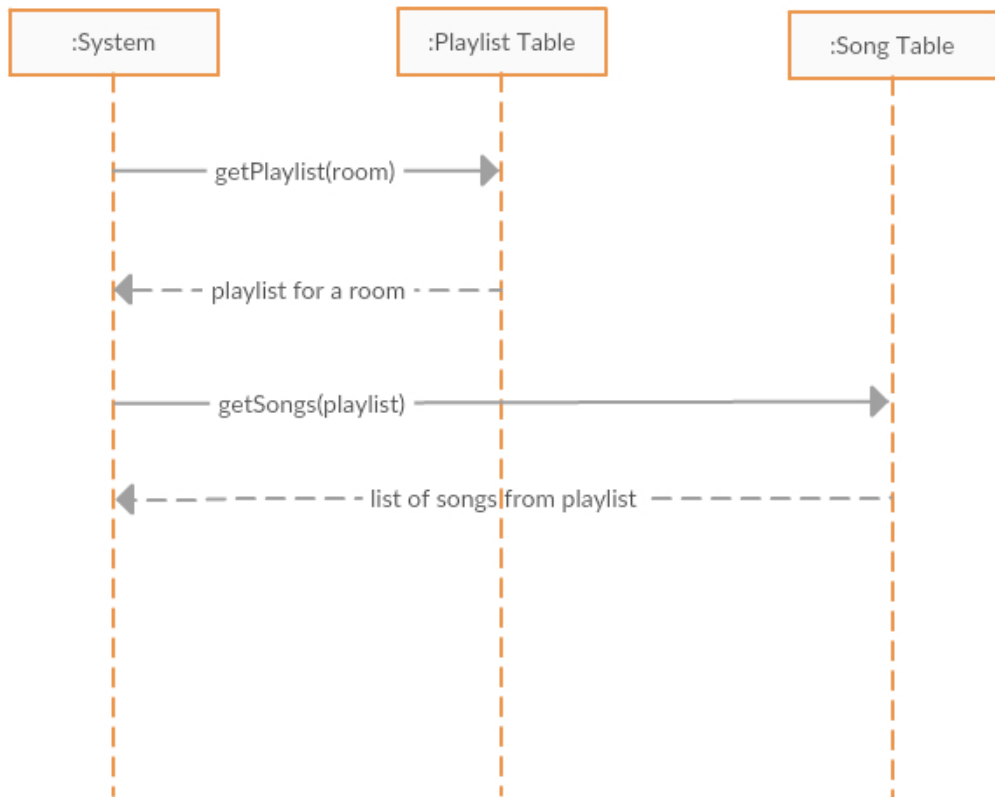 :System
:Playlist Table
:Song Table
getPlaylist(room)
playlist for a room
getSongs(playlist)
list of songs from playlist